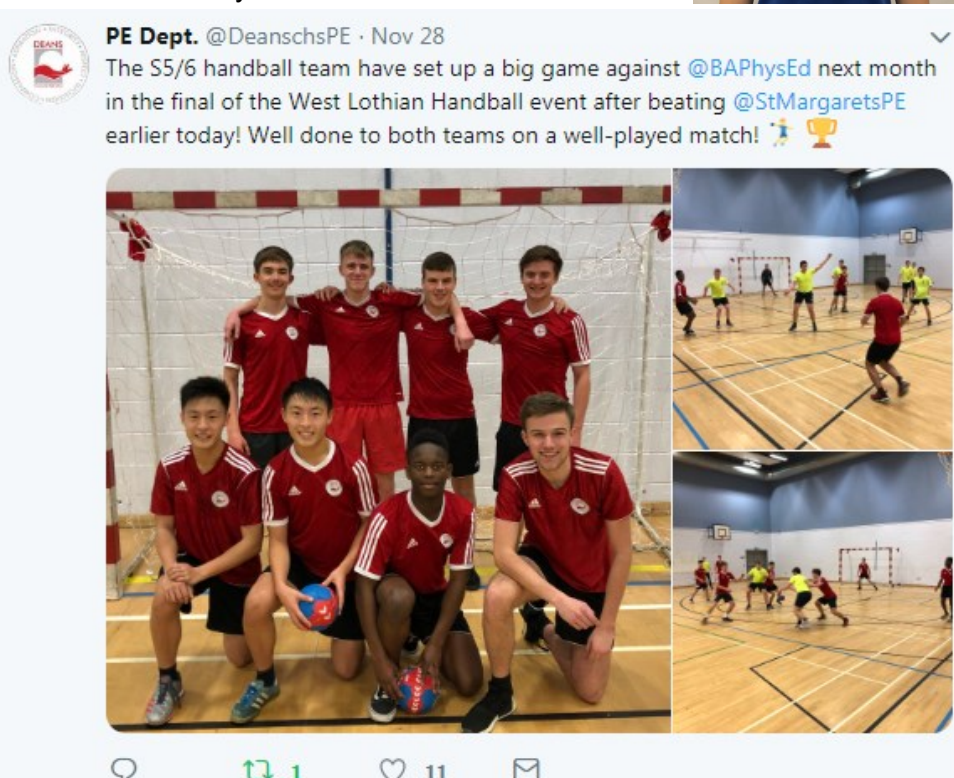 PE Dept. @DeanschsPE · Nov 28
DEANS
The S5/6 handball team have set up a big game against @BAPhysEd next month
in the final of the West Lothian Handball event after beating @StMargaretsPE
earlier today! Well done to both teams on a well-played match!
1
11